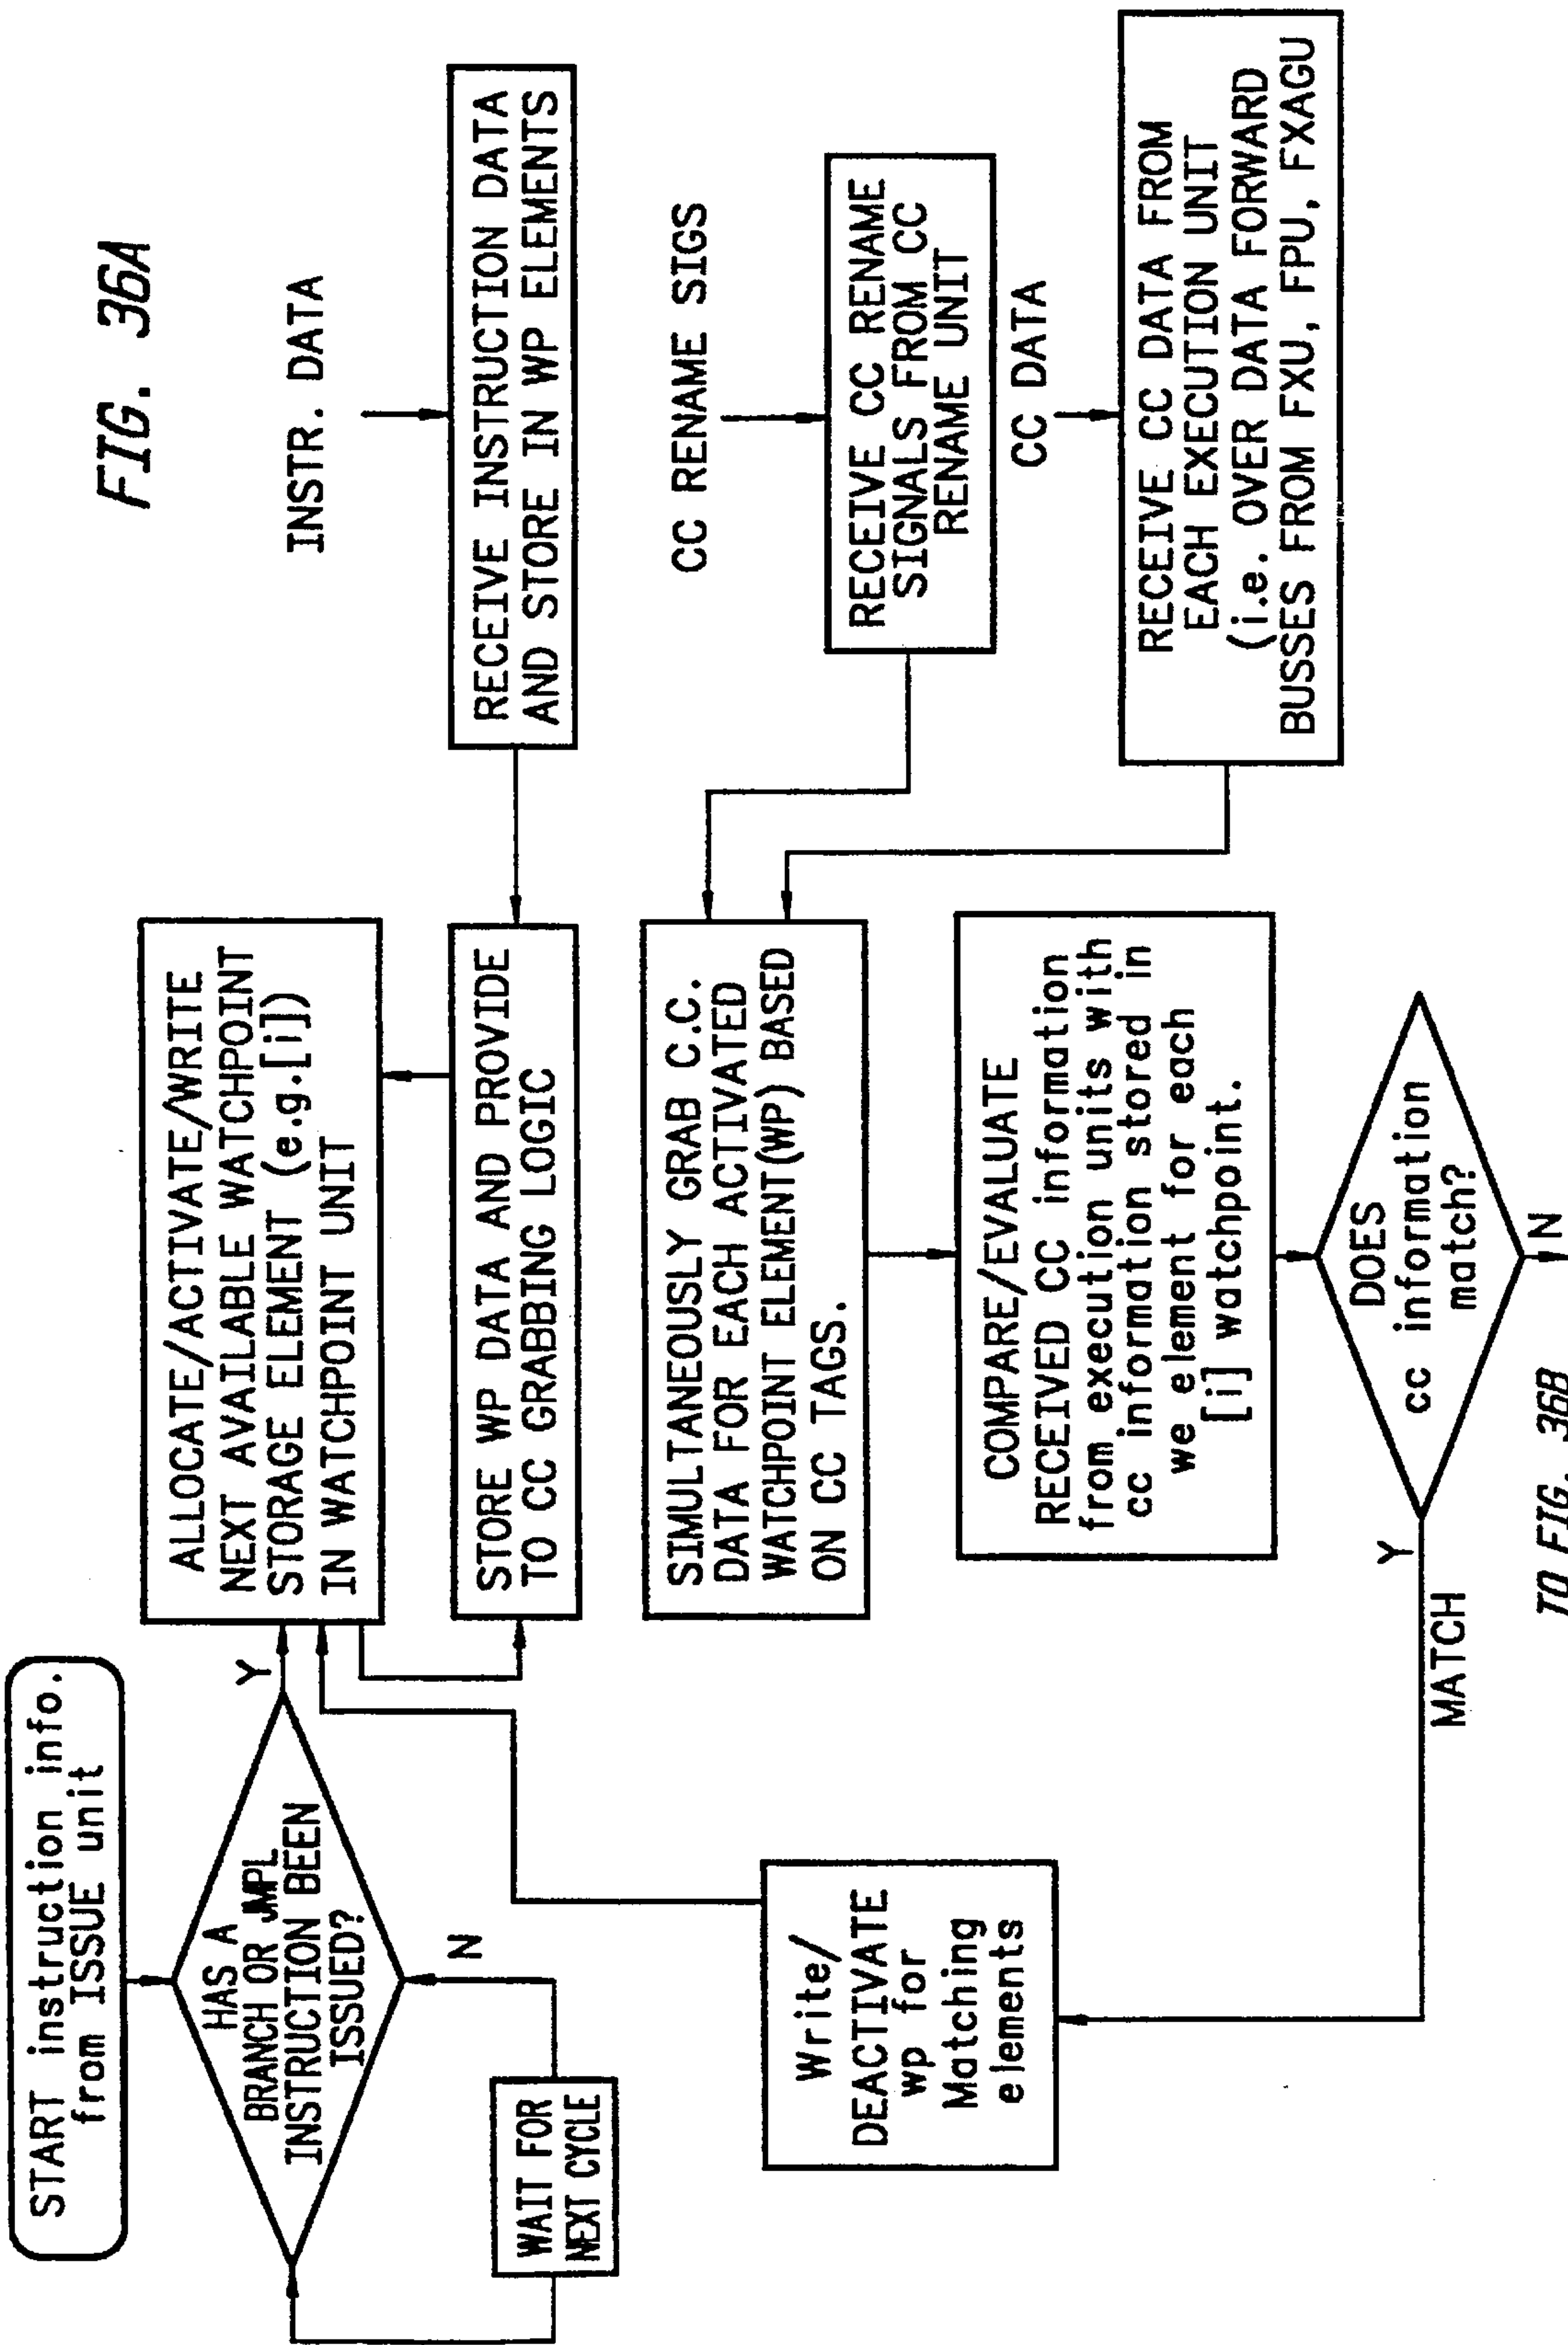 FIG. 36A
START instruction info.
from ISSUE unit
HAS A
BRANCH OR JMPL
INSTRUCTION BEEN
ISSUED?
Y
N
WAIT FOR
NEXT CYCLE
ALLOCATE/ACTIVATE/WRITE
NEXT AVAILABLE WATCHPOINT
STORAGE ELEMENT (e.g.[i])
IN WATCHPOINT UNIT
INSTR. DATA
RECEIVE INSTRUCTION DATA
AND STORE IN WP ELEMENTS
STORE WP DATA AND PROVIDE
TO CC GRABBING LOGIC
CC RENAME SIGS
RECEIVE CC RENAME
SIGNALS FROM CC
RENAME UNIT
CC DATA
RECEIVE CC DATA FROM
EACH EXECUTION UNIT
(i.e. OVER DATA FORWARD
BUSSES FROM FXU, FPU, FXAGU
SIMULTANEOUSLY GRAB C.C.
DATA FOR EACH ACTIVATED
WATCHPOINT ELEMENT(WP) BASED
ON CC TAGS.
COMPARE/EVALUATE
RECEIVED CC information
from execution units with
cc information stored in
we element for each
[i] watchpoint.
DOES
cc information
match?
Y
MATCH
N
Write/
DEACTIVATE
wp for
Matching
elements
TO FIG. 36B